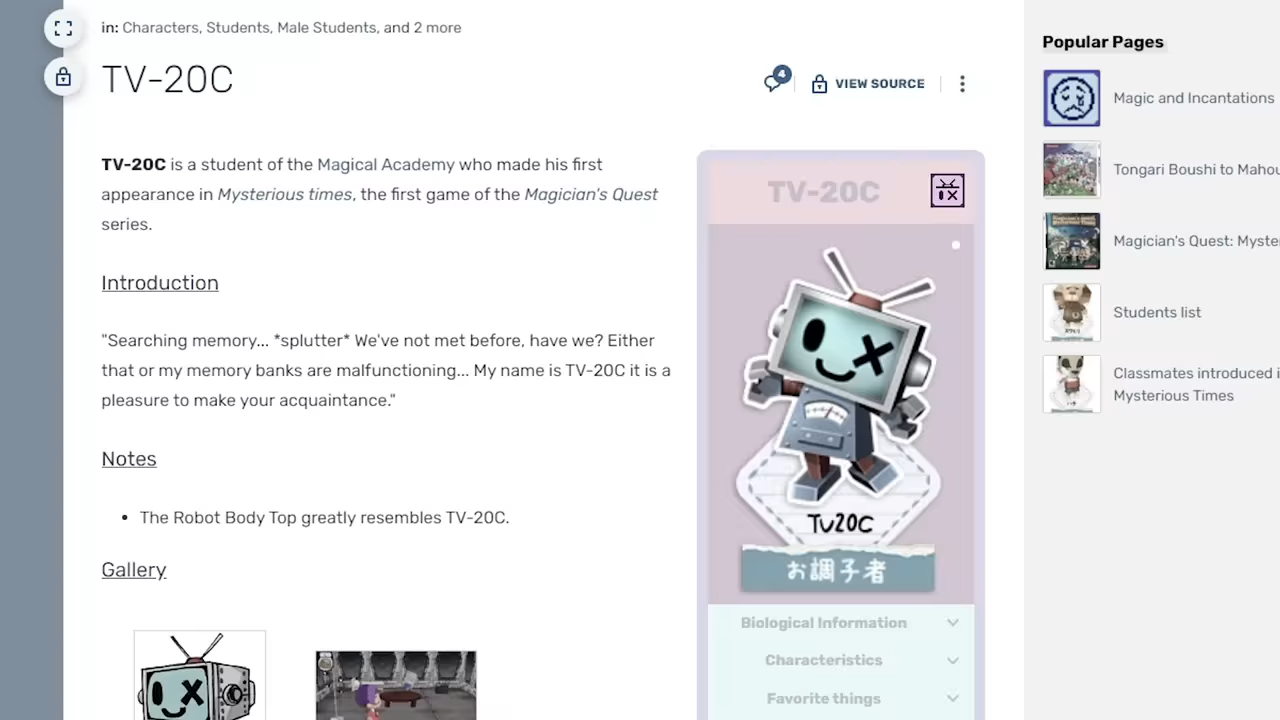 in: Characters, Students, Male Students, and 2 more
TV-20C
4
VIEW SOURCE
TV-20C is a student of the Magical Academy who made his first
appearance in Mysterious times, the first game of the Magician's Quest
series.
Introduction
"Searching memory... *splutter* We've not met before, have we? Either
that or my memory banks are malfunctioning... My name is TV-20C it is a
pleasure to make your acquaintance."
Notes
• The Robot Body Top greatly resembles TV-20C.
Gallery
TV-20C
Tv20C
お調子者
Biological Information
Characteristics
Favorite things
Popular Pages
Magic and Incantations
Tongari Boushi to Mahou
Magician's Quest: Myster
Students list
Classmates introduced i
Mysterious Times